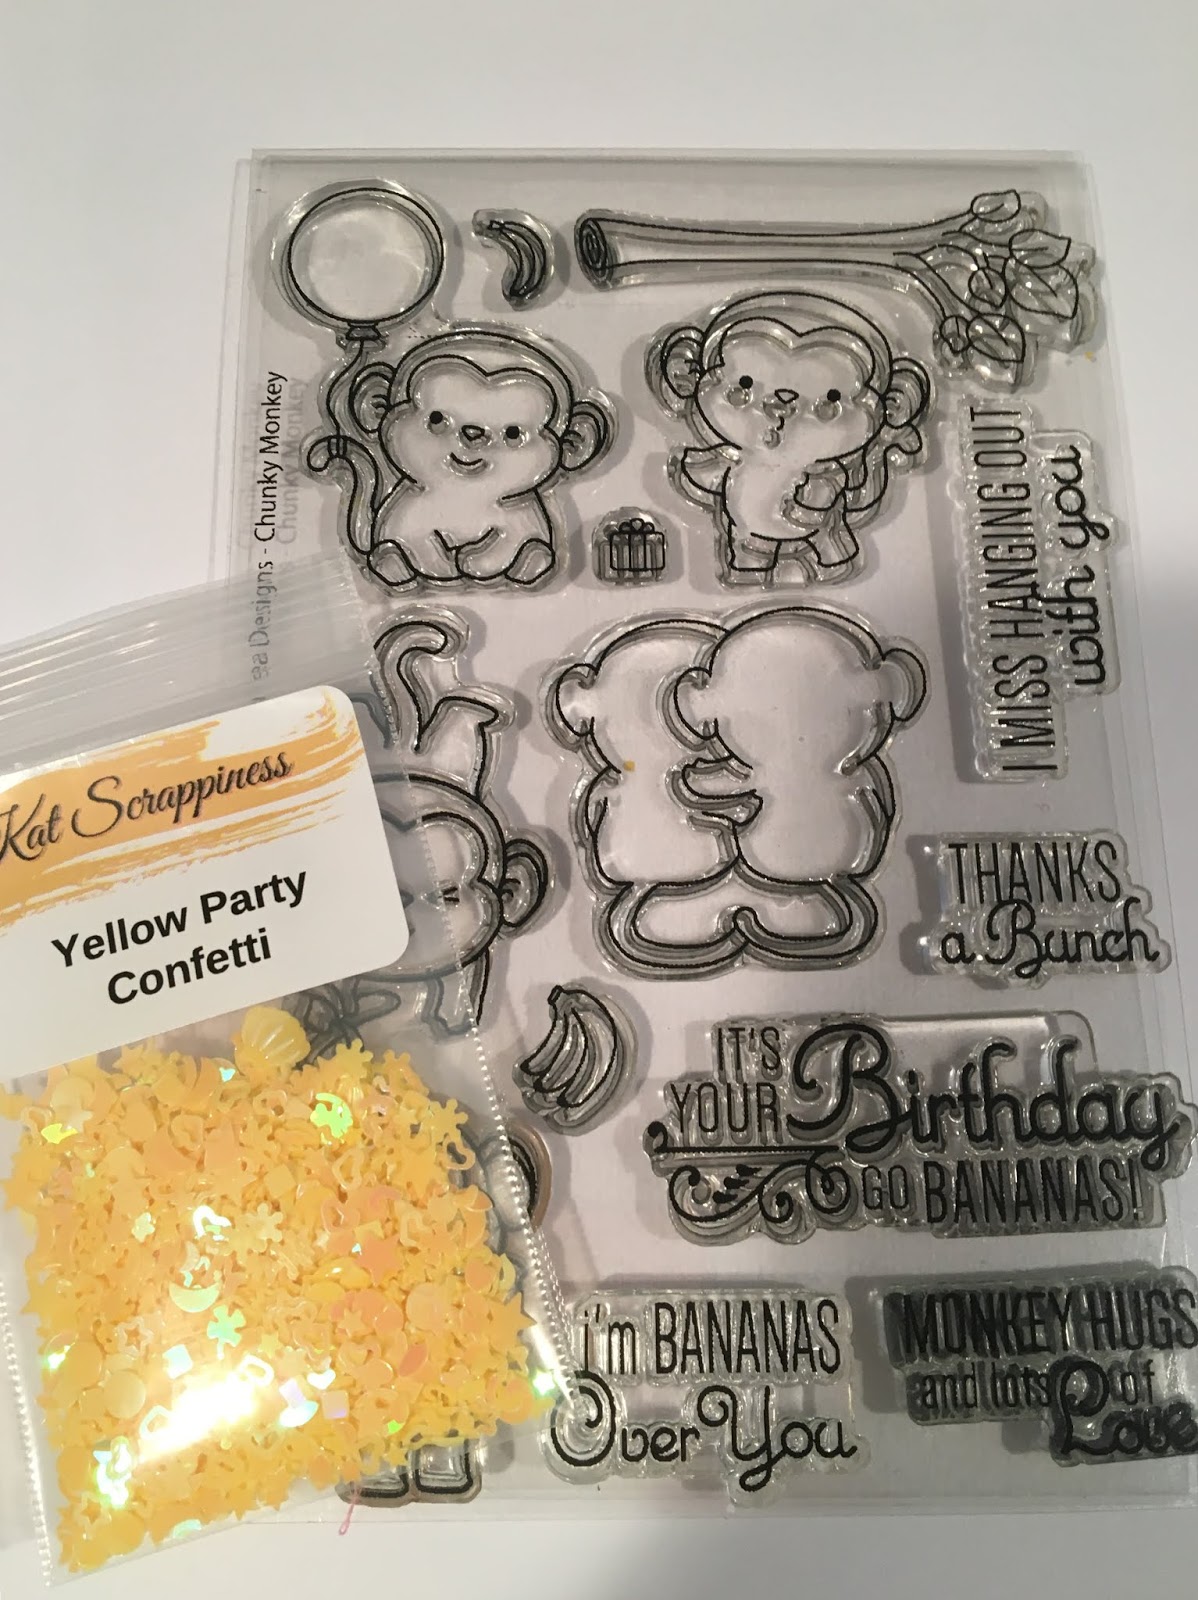 ea Designs - Chunky Monkey
I MISS HANGING OUT
with you
Kat Scrappiness
Yellow Party
Confetti
THANKS
a Bunch
IT'S
YOUR Birthday
GO BANANAS!
i'm BANANAS
Over You
MONKEY HUGS
and lots of
Love